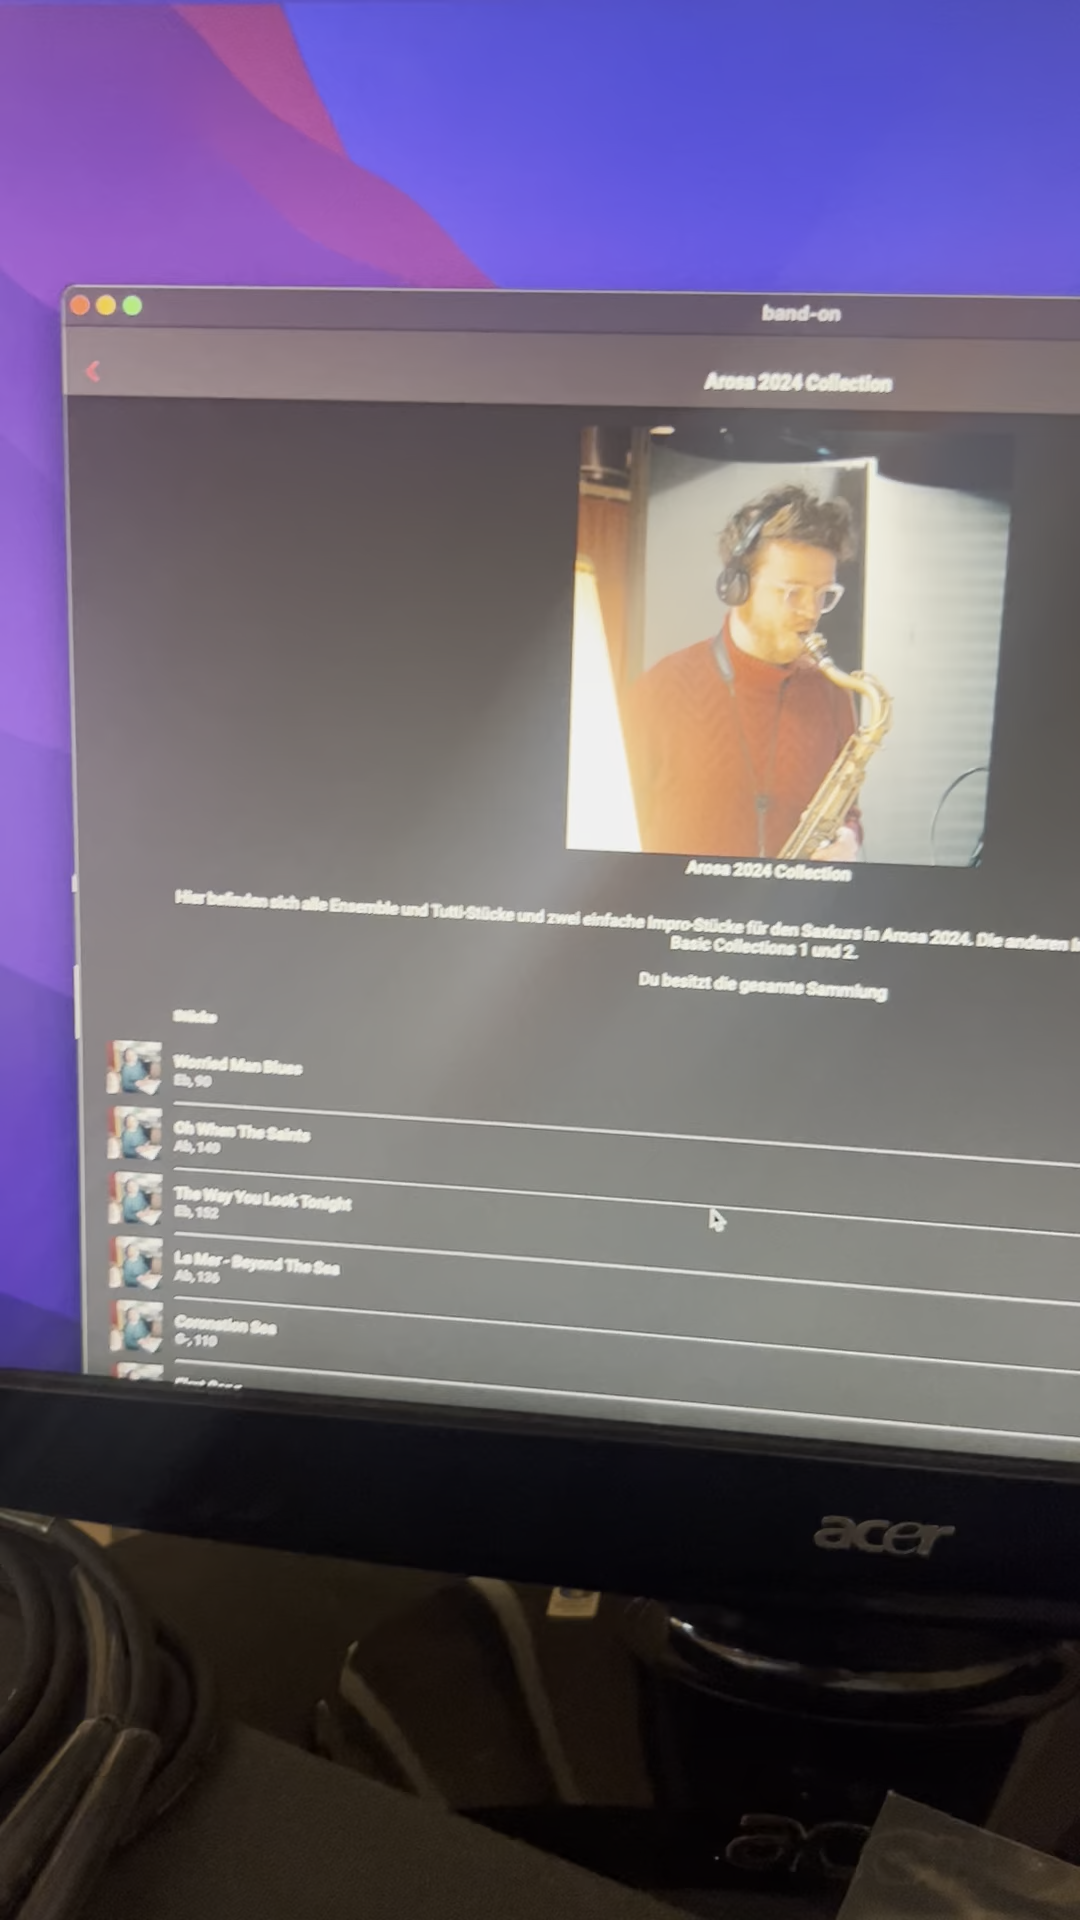 band-on
Arosa 2024 Collection
Arosa 2024 Collection
Hier befinden sich alle Ensemble und Tutti-Stücke und zwei einfache Impro-Stücke für den Saxkurs in Arosa 2024. Die anderen
Basic Collections 1 und 2.
Du besitzt die gesamte Sammlung
Stücke
Worried Man Blues
Eb, 90
Oh When The Saints
Ab, 140
The Way You Look Tonight
Eb, 152
La Mer - Beyond The Sea
Ab, 136
Coronation Sea
G-, 110
acer